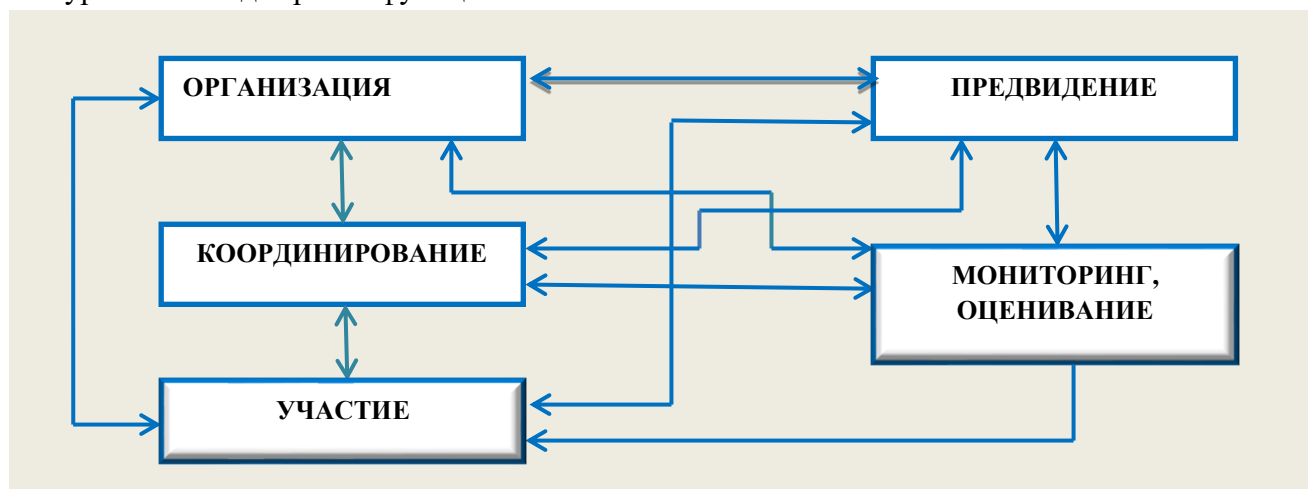 ОРГАНИЗАЦИЯ
ПРЕДВИДЕНИЕ
КООРДИНИРОВАНИЕ
МОНИТОРИНГ,
ОЦЕНИВАНИЕ
УЧАСТИЕ